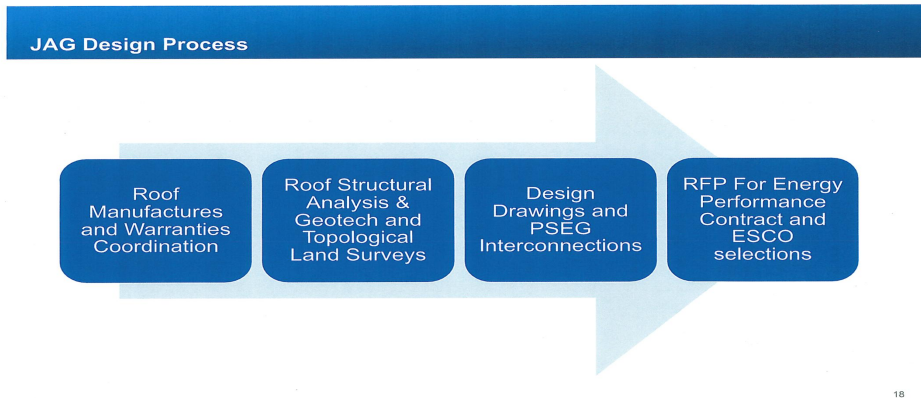 JAG Design Process
Roof
Manufactures
and Warranties
Coordination
Roof Structural
Analysis &
Geotech and
Topological
Land Surveys
Design
Drawings and
PSEG
Interconnections
RFP For Energy
Performance
Contract and
ESCO
selections
18